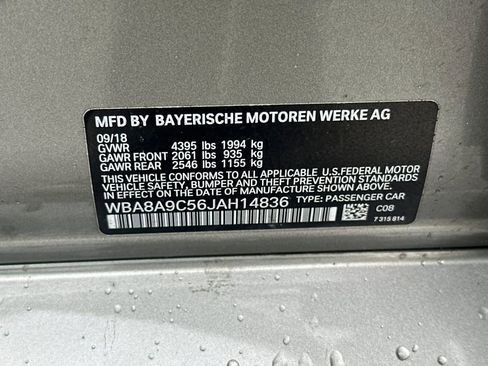 MFD BY BAYERISCHE MOTOREN WERKE AG
09/18
GVWR 4395 lbs 1994 kg
GAWR FRONT 2061 lbs 935 kg
GAWR REAR 2546 lbs 1155 kg
THIS VEHICLE CONFORMS TO ALL APPLICABLE U.S.FEDERAL MOTOR
VEHICLE SAFETY, BUMPER AND THEFT PREVENTION STANDARDS
IN EFFECT ON THE DATE OF MANUFACTURE SHOWN ABOVE.
WBA8A9C56JAH14836 TYPE: PASSENGER CAR
C08
7 315 814